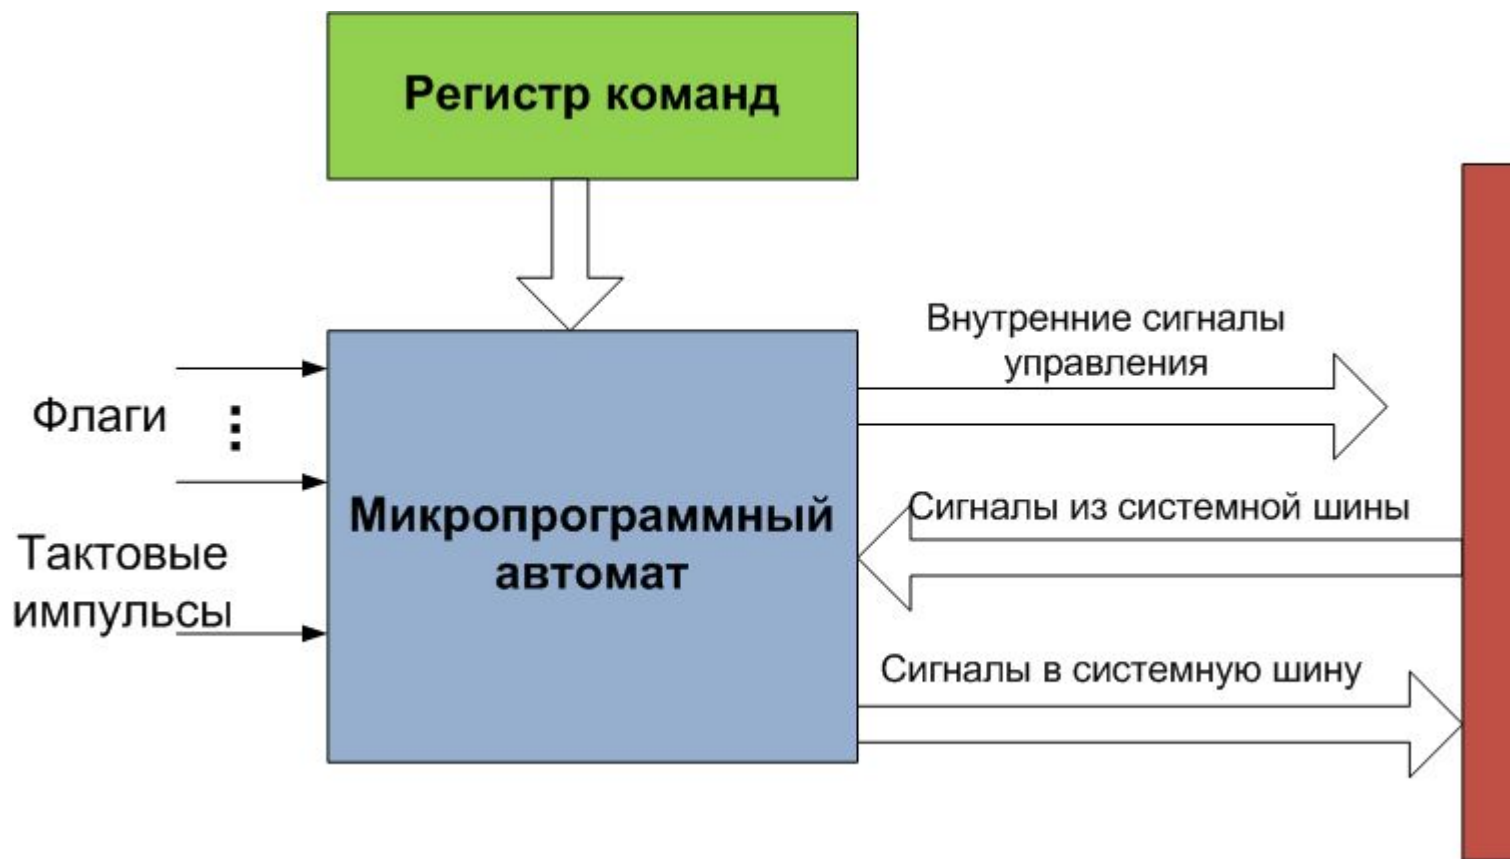 Регистр команд
Внутренние сигналы
управления
Флаги
Сигналы из системной шины
Микропрограммный
автомат
Тактовые
импульсы
Сигналы в системную шину